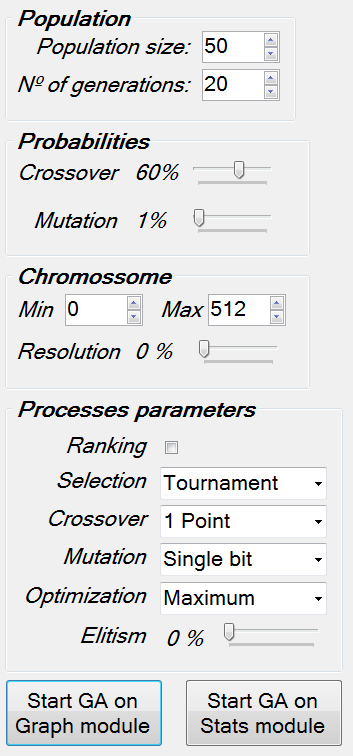 Population
Population size: 50
Nº of generations: 20
Probabilities
Crossover 60%
Mutation 1%
Chromossome
Min 0 Max 512
Resolution 0 %
Processes parameters
Ranking
Selection Tournament
Crossover 1 Point
Mutation Single bit
Optimization Maximum
Elitism 0 %
Start GA on
Graph module
Start GA on
Stats module